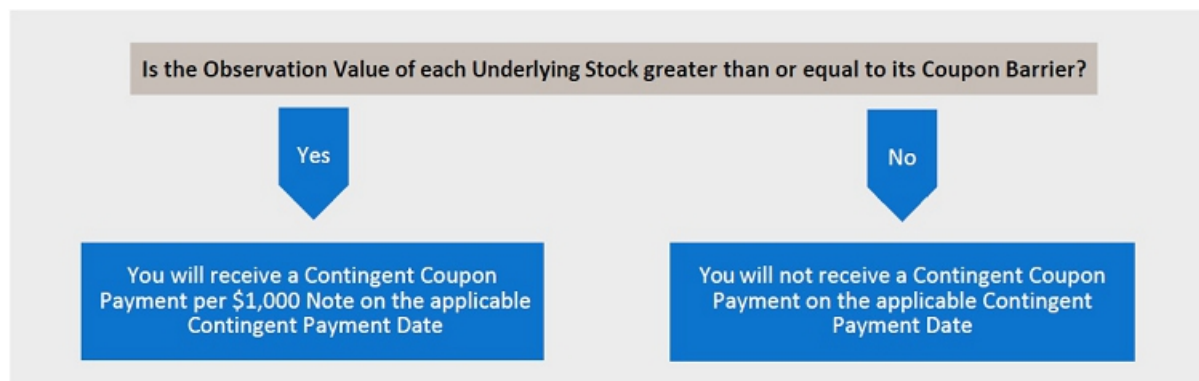 Is the Observation Value of each Underlying Stock greater than or equal to its Coupon Barrier?
Yes
No
You will receive a Contingent Coupon
Payment per $1,000 Note on the applicable
Contingent Payment Date
You will not receive a Contingent Coupon
Payment on the applicable Contingent
Payment Date